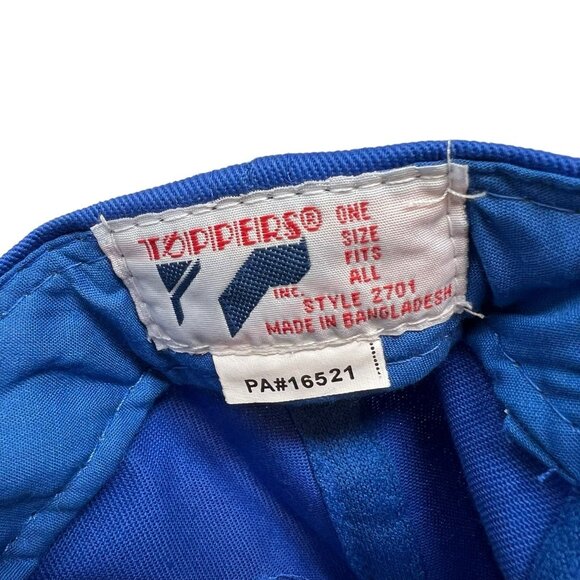 TOPPERS® ONE
SIZE
FITS
ALL
INC. STYLE 2701
MADE IN BANGLADESH
PA#16521